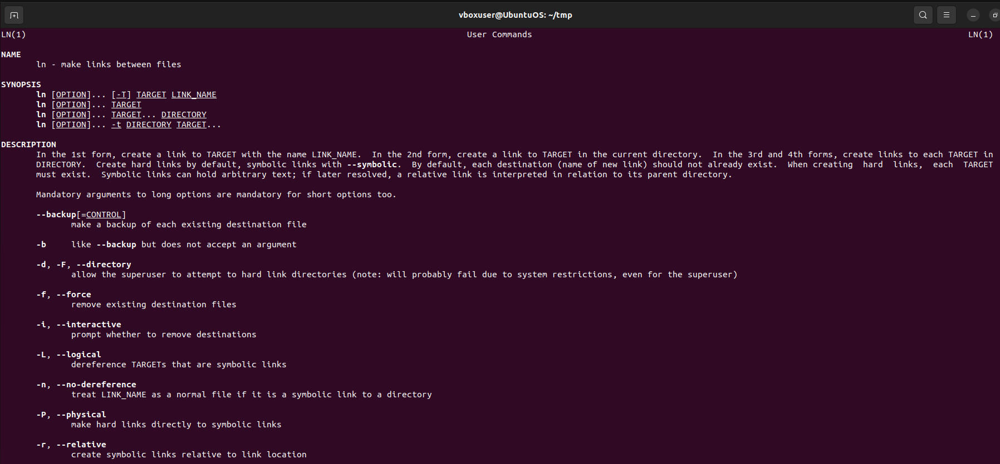 vboxuser@UbuntuOS: ~/tmp
LN(1) User Commands LN(1)
NAME
ln - make links between files
SYNOPSIS
ln [OPTION]... [-T] TARGET LINK_NAME
ln [OPTION]... TARGET
ln [OPTION]... TARGET... DIRECTORY
ln [OPTION]... -t DIRECTORY TARGET...
DESCRIPTION
In the 1st form, create a link to TARGET with the name LINK_NAME. In the 2nd form, create a link to TARGET in the current directory. In the 3rd and 4th forms, create links to each TARGET in
DIRECTORY. Create hard links by default, symbolic links with --symbolic. By default, each destination (name of new link) should not already exist. When creating hard links, each TARGET
must exist. Symbolic links can hold arbitrary text; if later resolved, a relative link is interpreted in relation to its parent directory.
Mandatory arguments to long options are mandatory for short options too.
--backup[=CONTROL]
make a backup of each existing destination file
-b like --backup but does not accept an argument
-d, -F, --directory
allow the superuser to attempt to hard link directories (note: will probably fail due to system restrictions, even for the superuser)
-f, --force
remove existing destination files
-i, --interactive
prompt whether to remove destinations
-L, --logical
dereference TARGETs that are symbolic links
-n, --no-dereference
treat LINK_NAME as a normal file if it is a symbolic link to a directory
-P, --physical
make hard links directly to symbolic links
-r, --relative
create symbolic links relative to link location